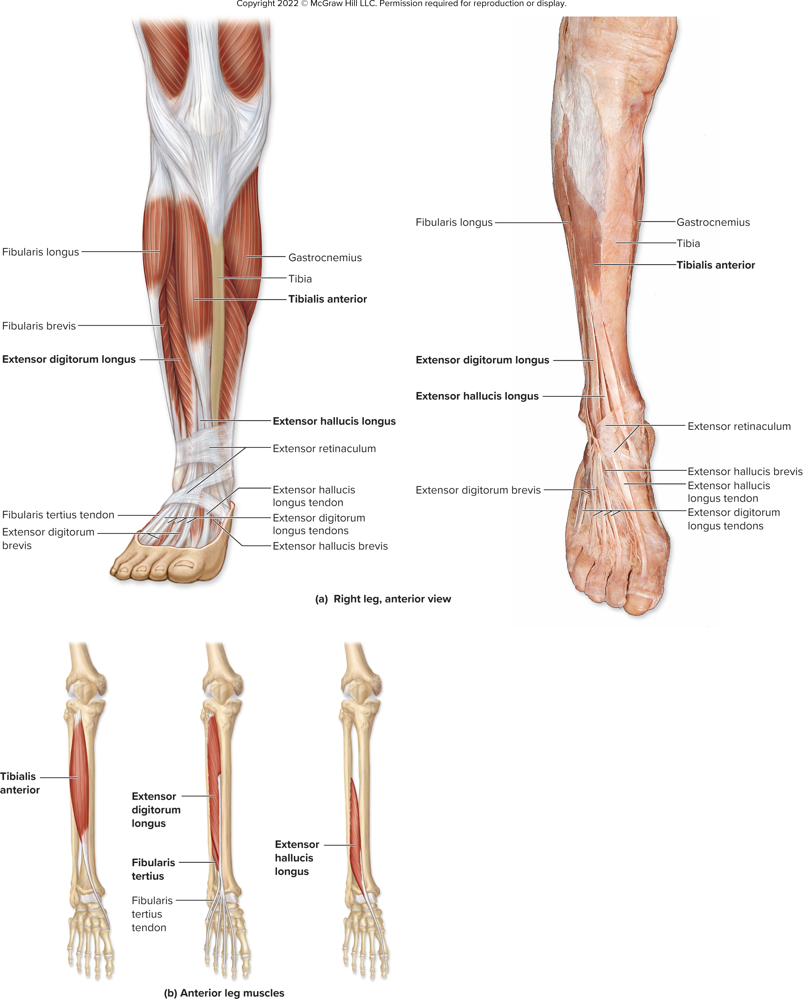 Copyright 2022 © McGraw Hill LLC. Permission required for reproduction or display.
Fibularis longus
Fibularis brevis
Extensor digitorum longus
Fibularis tertius tendon
Extensor digitorum
brevis
Gastrocnemius
Tibia
Tibialis anterior
Extensor hallucis longus
Extensor retinaculum
Extensor hallucis
longus tendon
Extensor digitorum
longus tendons
Extensor hallucis brevis
Fibularis longus
Extensor digitorum longus
Extensor hallucis longus
Extensor digitorum brevis
Gastrocnemius
Tibia
Tibialis anterior
Extensor retinaculum
Extensor hallucis brevis
Extensor hallucis
longus tendon
Extensor digitorum
longus tendons
(a) Right leg, anterior view
Tibialis
anterior
Extensor
digitorum
longus
Fibularis
tertius
Fibularis
tertius
tendon
Extensor
hallucis
longus
(b) Anterior leg muscles